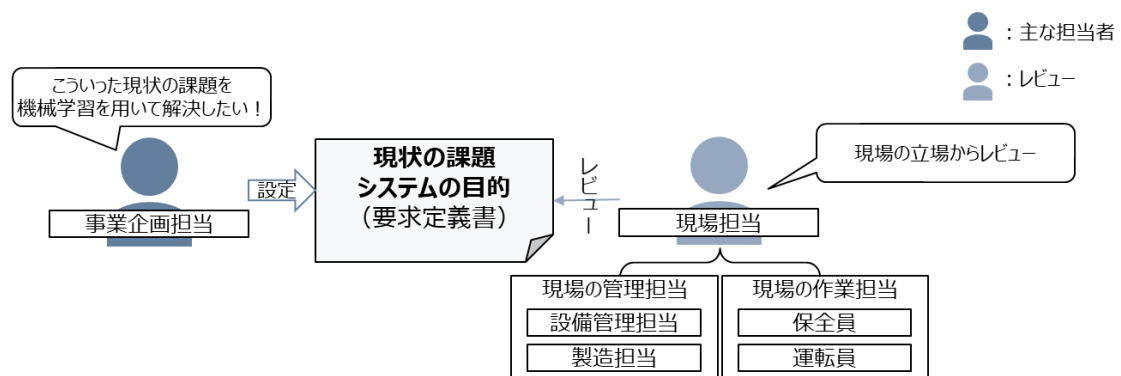 ：主な担当者
：レビュー
こういった現状の課題を
機械学習を用いて解決したい！
現場の立場からレビュー
事業企画担当
設定
現状の課題
システムの目的
（要求定義書）
レビュー
現場担当
現場の管理担当
設備管理担当
製造担当
現場の作業担当
保全員
運転員